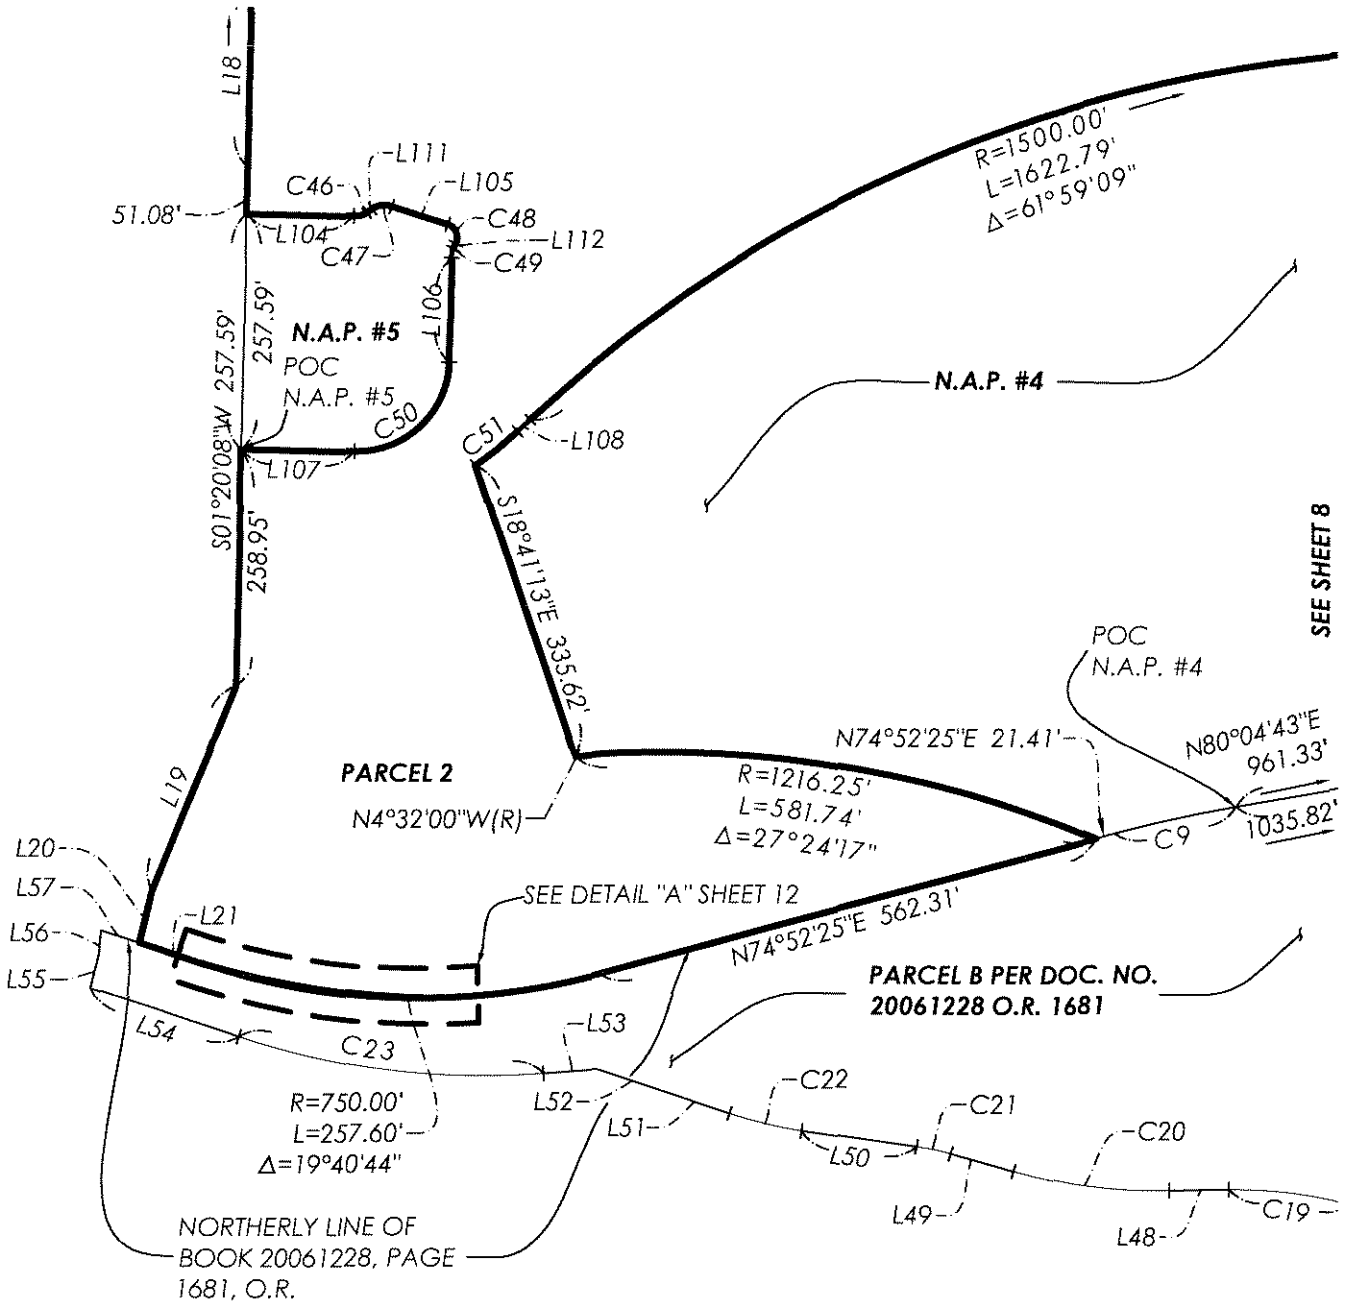 L18
R=1500.00'
L=1622.79'
Δ=61°59'09"
L111
C46
L105
51.08'
L104
C48
L112
C47
C49
L106
257.59'
N.A.P. #5
POC
N.A.P. #5
S01°20'08"W 257.59'
C50
C51
L108
L107
N.A.P. #4
258.95'
S18°41'13"E 335.62'
SEE SHEET 8
POC
N.A.P. #4
N80°04'43"E
961.33'
N74°52'25"E 21.41'
1035.82'
C9
L19
PARCEL 2
N4°32'00"W(R)
R=1216.25'
L=581.74'
Δ=27°24'17"
L20
L57
L56
L55
L21
SEE DETAIL "A" SHEET 12
N74°52'25"E 562.31'
PARCEL B PER DOC. NO.
20061228 O.R. 1681
L54
C23
L53
R=750.00'
L=257.60'
Δ=19°40'44"
L52
L51
C22
L50
C21
C20
L49
L48
C19
NORTHERLY LINE OF
BOOK 20061228, PAGE
1681, O.R.